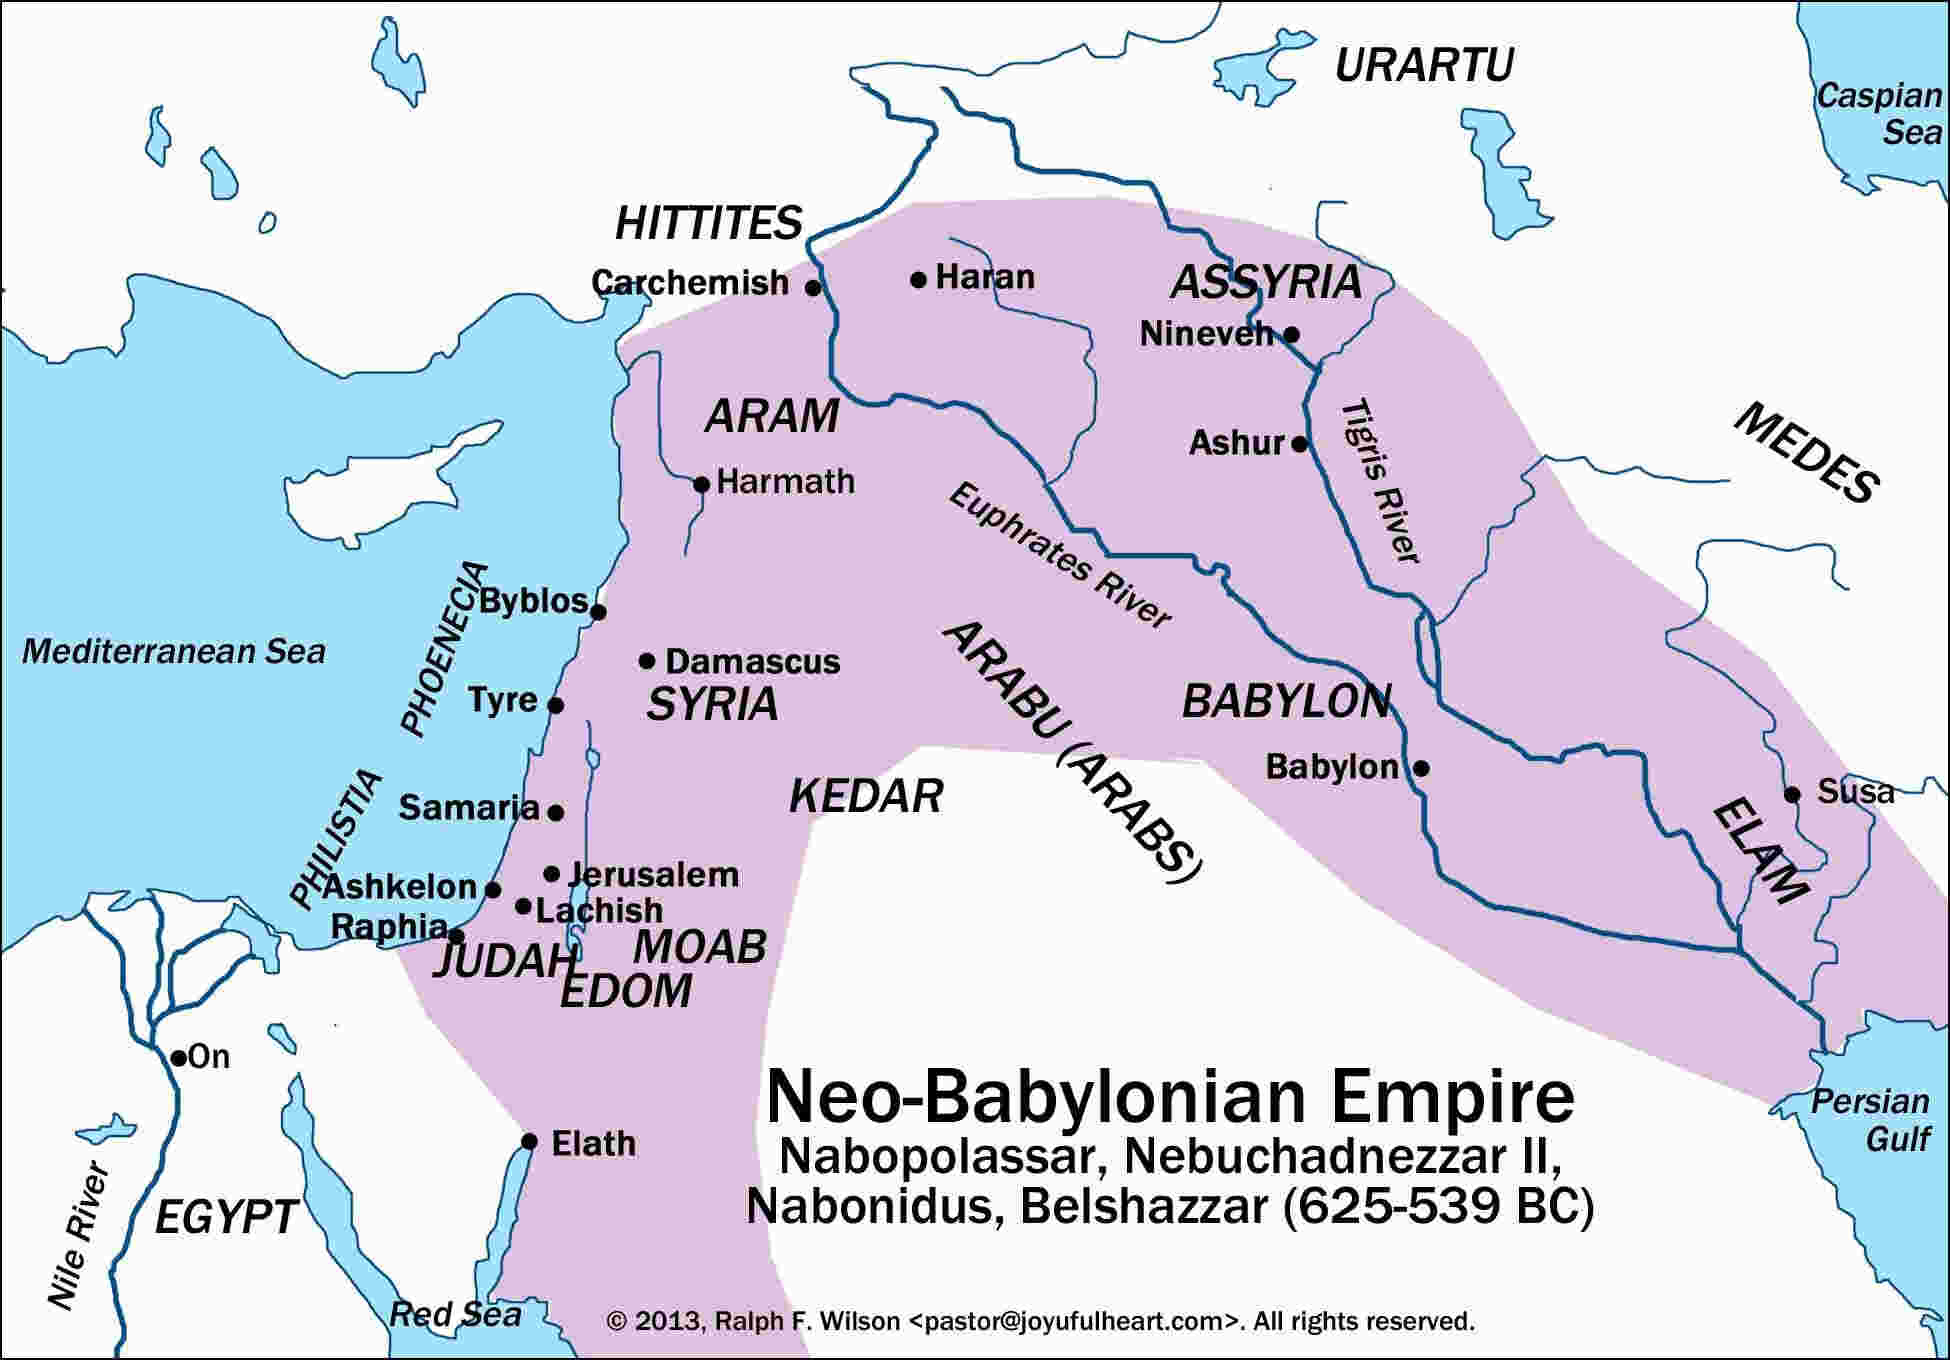 URARTU
Caspian
Sea
HITTITES
Carchemish
Haran
ASSYRIA
Nineveh
ARAM
Ashur
Tigris River
MEDES
Harmath
Euphrates River
PHOENECIA
Byblos
Mediterranean Sea
Damascus
SYRIA
Tyre
ARABU (ARABS)
BABYLON
Babylon
KEDAR
Samaria
PHILISTIA
Susa
ELAM
Jerusalem
Ashkelon
Lachish
Raphia
JUDAH
MOAB
EDOM
On
Neo-Babylonian Empire
Nabopolassar, Nebuchadnezzar II,
Nabonidus, Belshazzar (625-539 BC)
Persian
Gulf
Elath
EGYPT
Nile River
Red Sea
© 2013, Ralph F. Wilson <pastor@joyufulheart.com>. All rights reserved.